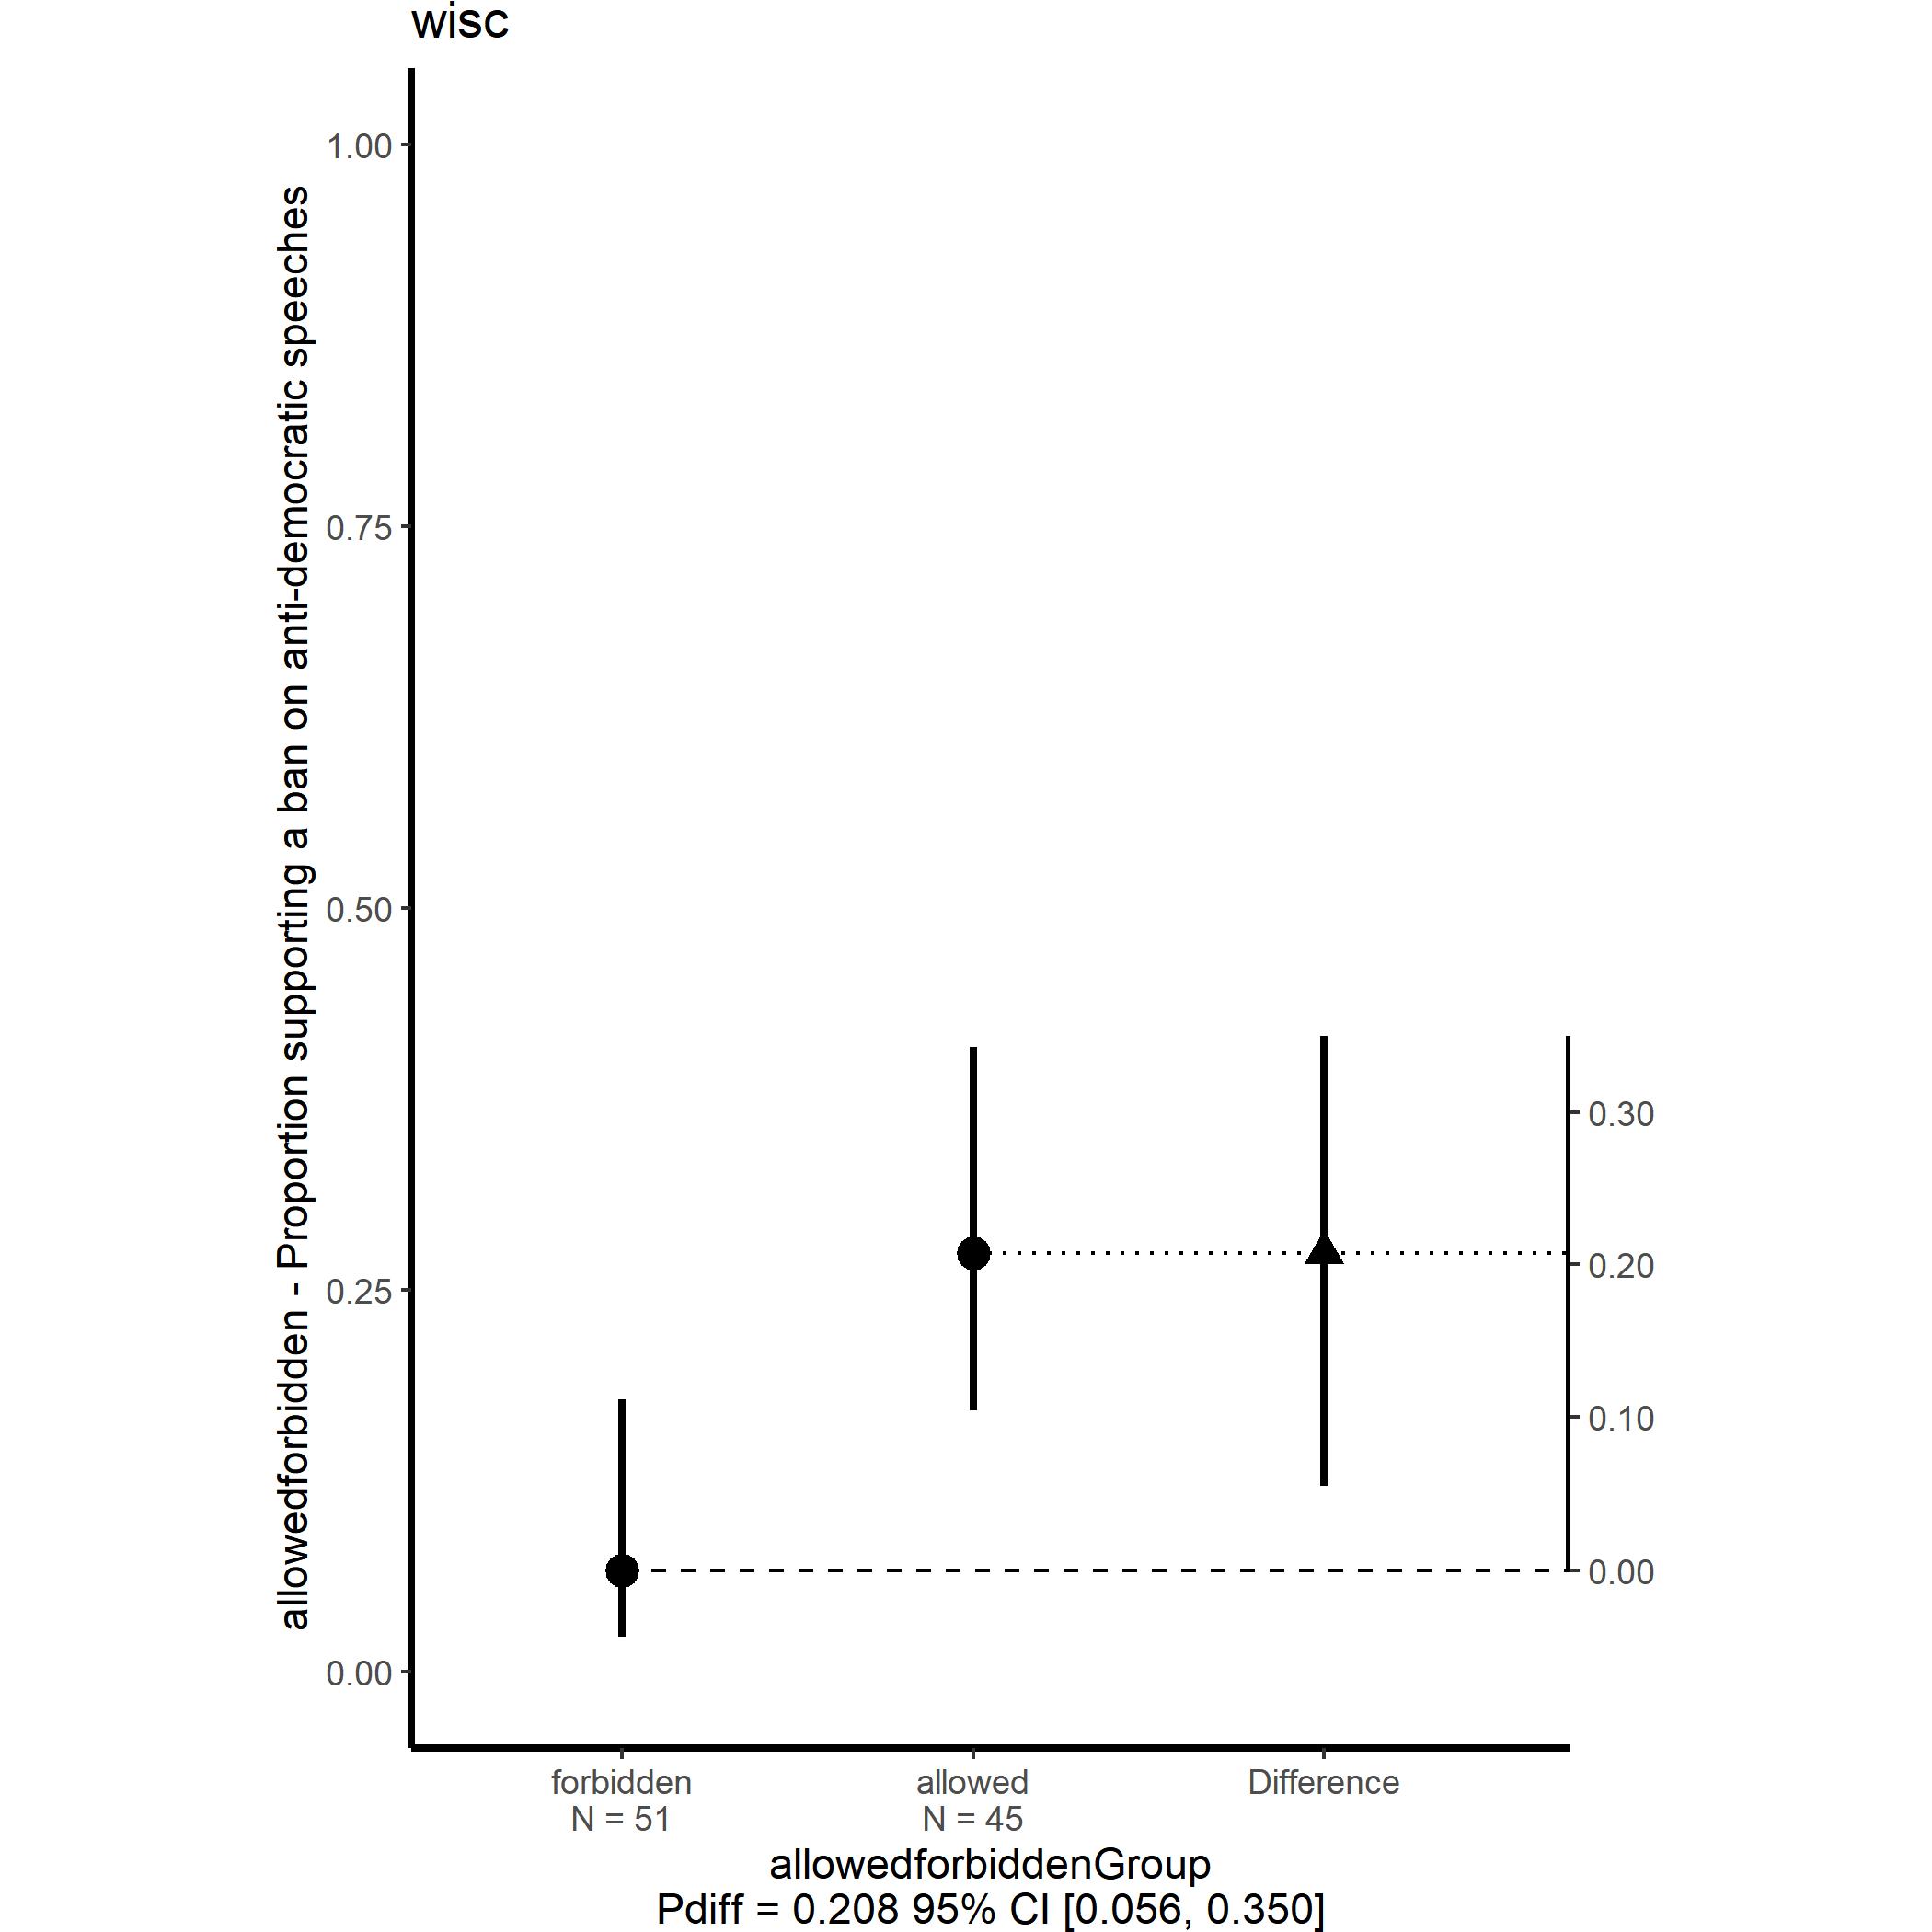 wisc
allowedforbidden - Proportion supporting a ban on anti-democratic speeches
1.00
0.75
0.50
0.25
0.00
0.30
0.20
0.10
0.00
forbidden
N = 51
allowed
N = 45
Difference
allowedforbiddenGroup
Pdiff = 0.208 95% CI [0.056, 0.350]